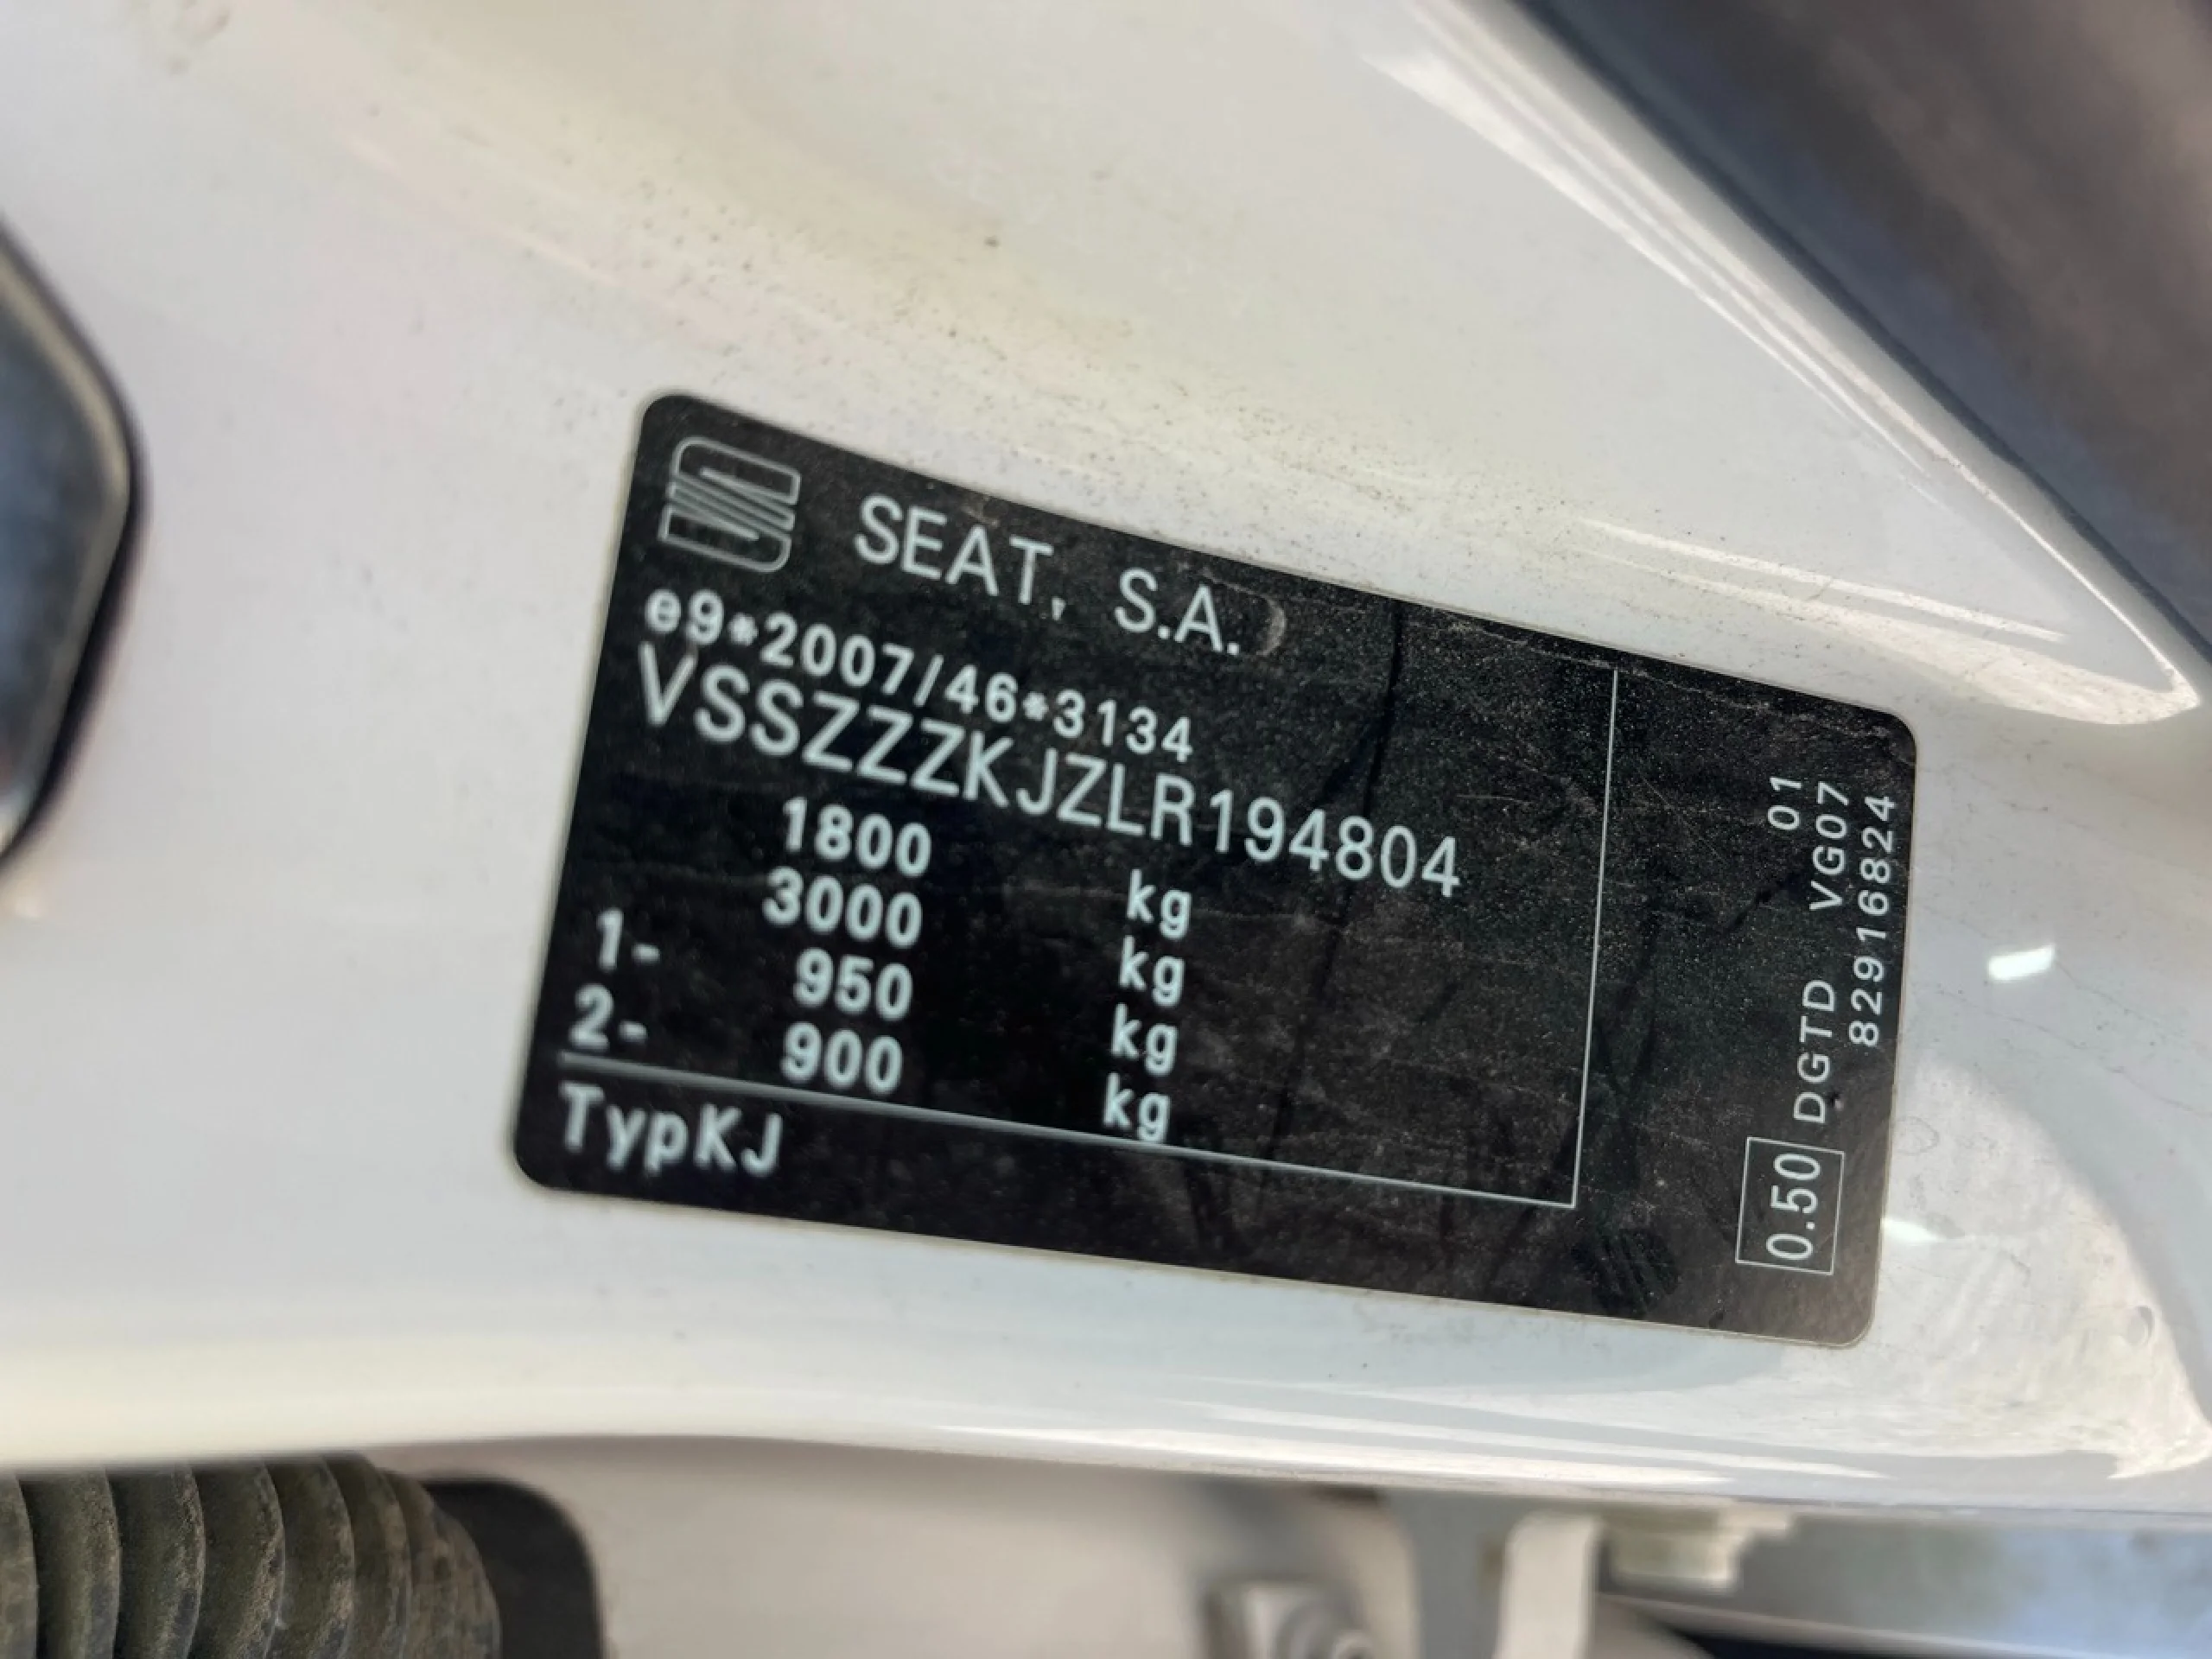 SEAT, S.A.
e9*2007/46*3134
VSSZZZKJZLR194804
1800 kg
3000 kg
1- 950 kg
2- 900 kg
TypKJ
01
0.50 DGTD VG07
82916824